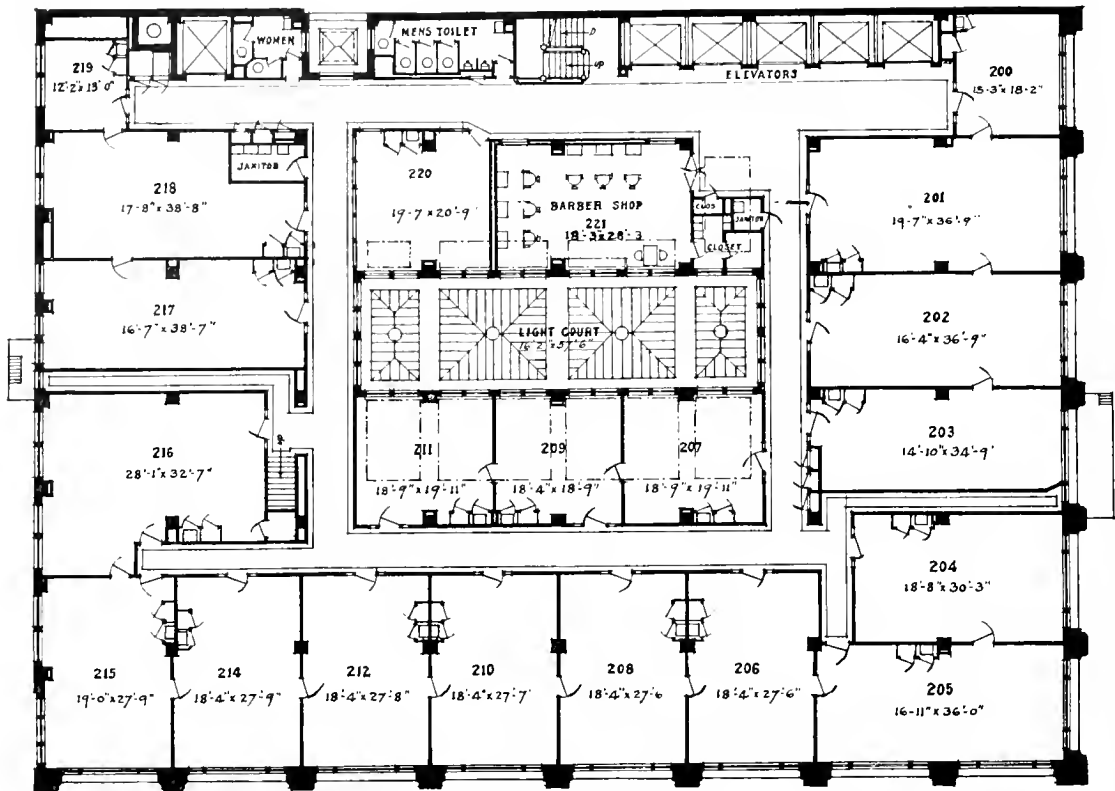 WOMEN
MENS TOILET
D
UP
ELEVATORS
219
12'-2" x 13'-0"
200
15-3" x 18'-2"
JANITOR
218
17-8" x 38'-8"
220
19-7 x 20'-9"
BARBER SHOP
221
18'-3 x 28'-3
CLOS
JANITOR
CLOSET
201
19-7" x 36'-9"
217
16'-7" x 38'-7"
LIGHT COURT
16'-2" x 57'-6"
202
16'-4" x 36'-9"
216
28'-1" x 32'-7"
UP
211
18'-9" x 19'-11"
209
18'-4" x 18'-9"
207
18'-9" x 19'-11"
203
14'-10" x 34'-9"
204
18'-8" x 30'-3"
215
19'-0" x 27'-9"
214
18'-4" x 27'-9"
212
18'-4" x 27'-8"
210
18'-4" x 27'-7"
208
18'-4" x 27'-6
206
18'-4" x 27'-6"
205
16-11" x 36'-0"